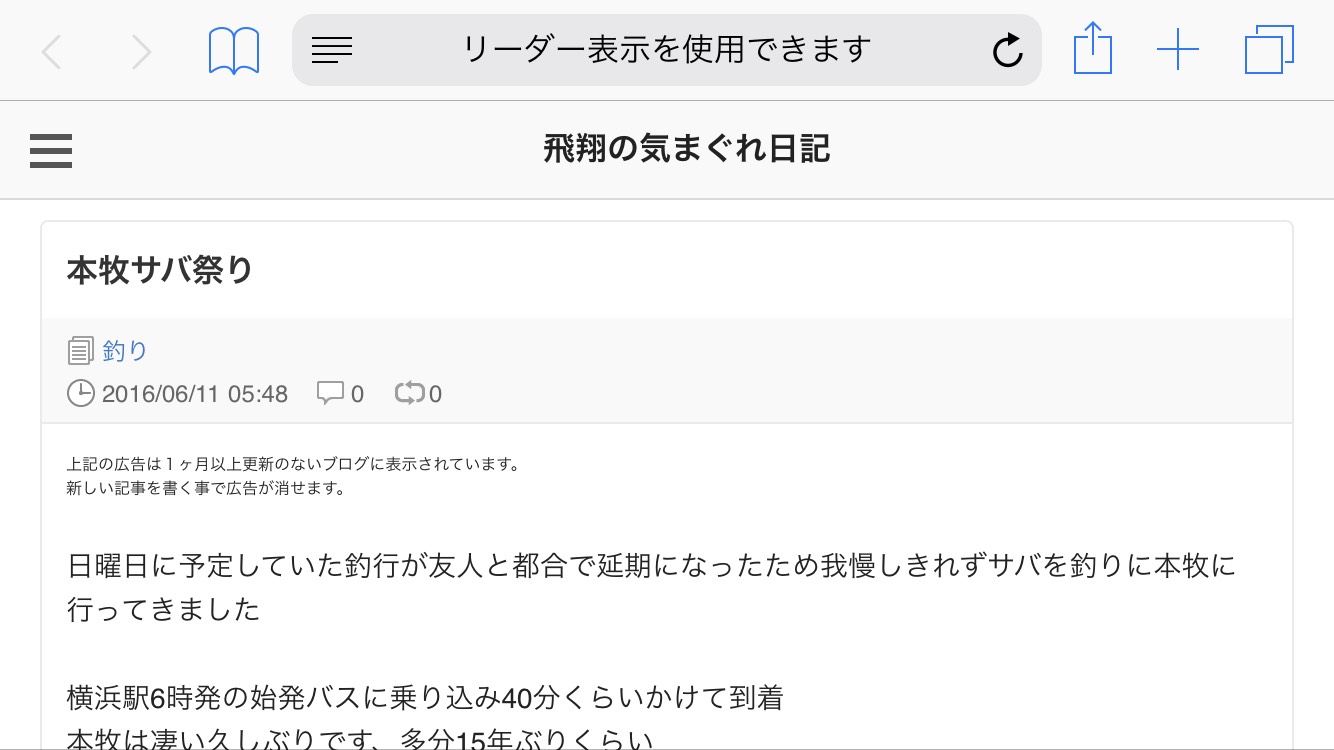 リーダー表示を使用できます
飛翔の気まぐれ日記
本牧サバ祭り
釣り
2016/06/11 05:48 0 0
上記の広告は１ヶ月以上更新のないブログに表示されています。
新しい記事を書く事で広告が消せます。
日曜日に予定していた釣行が友人と都合で延期になったため我慢しきれずサバを釣りに本牧に
行ってきました
横浜駅6時発の始発バスに乗り込み40分くらいかけて到着
本牧は凄い久しぶりです、多分15年ぶりくらい